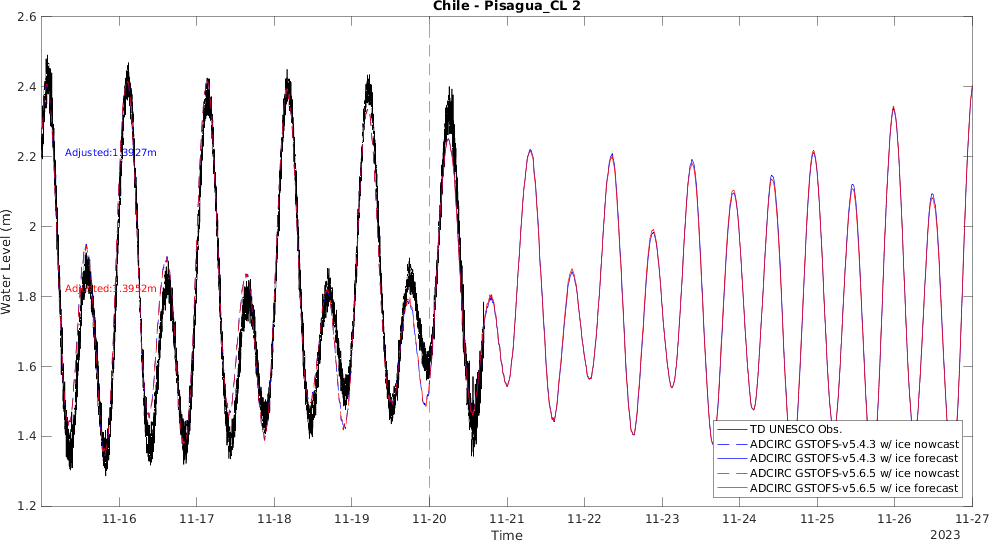 Chile - Pisagua_CL 2
Water Level (m)
2.6
2.4
2.2
2
1.8
1.6
1.4
1.2
Adjusted:1.3927m
Adjusted:1.3952m
TD UNESCO Obs.
ADCIRC GSTOFS-v5.4.3 w/ ice nowcast
ADCIRC GSTOFS-v5.4.3 w/ ice forecast
ADCIRC GSTOFS-v5.6.5 w/ ice nowcast
ADCIRC GSTOFS-v5.6.5 w/ ice forecast
11-16 11-17 11-18 11-19 11-20 11-21 11-22 11-23 11-24 11-25 11-26 11-27
Time
2023